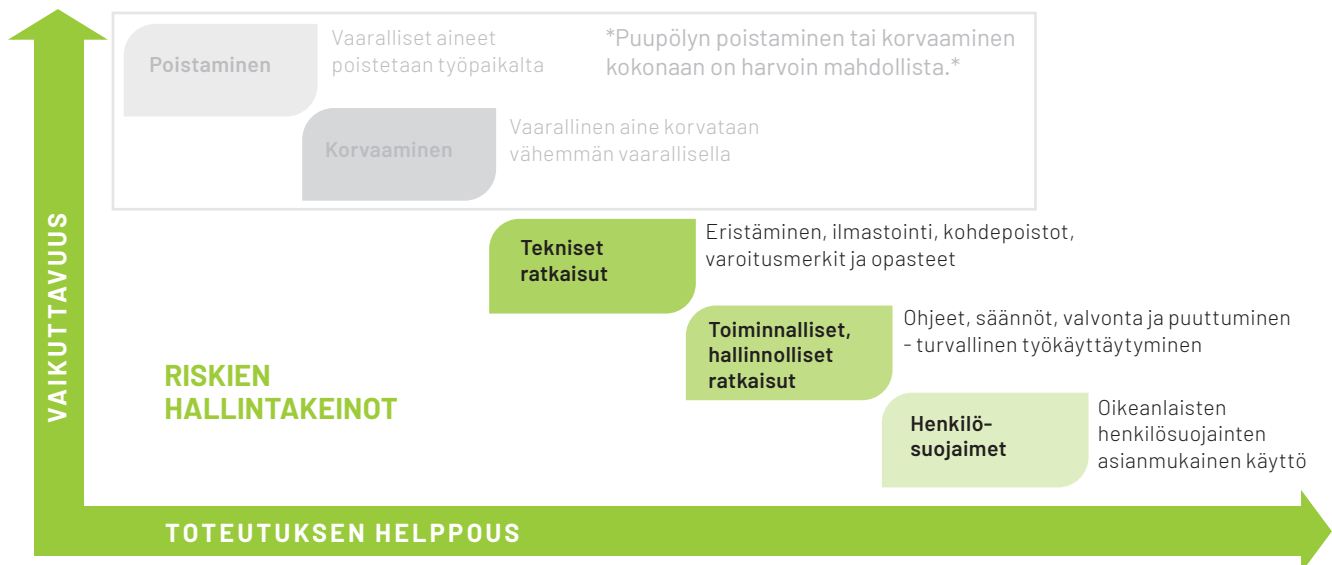 Poistaminen
Vaaralliset aineet
poistetaan työpaikalta
*Puupölyn poistaminen tai korvaaminen
kokonaan on harvoin mahdollista.*
Korvaaminen
Vaarallinen aine korvataan
vähemmän vaarallisella
Tekniset
ratkaisut
Eristäminen, ilmastointi, kohdepoistot,
varoitusmerkit ja opasteet
Toiminnalliset,
hallinnolliset
ratkaisut
Ohjeet, säännöt, valvonta ja puuttuminen
- turvallinen työkäyttäytyminen
Henkilö-
suojaimet
Oikeanlaisten
henkilösuojainten
asianmukainen käyttö
RISKIEN
HALLINTAKEINOT
VAIKUTTAVUUS
TOTEUTUKSEN HELPPOUS